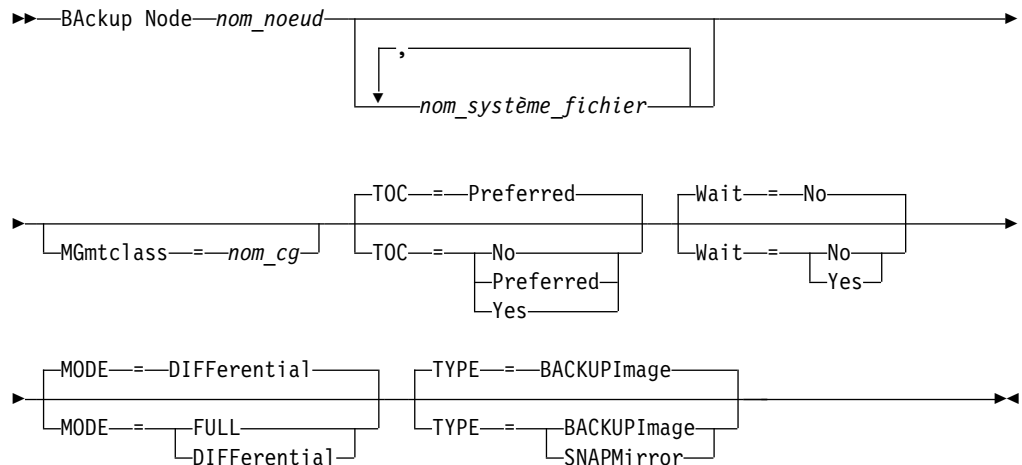 BAckup Node nom_noeud
,
nom_système_fichier
TOC = Preferred Wait = No
MGmtclass = nom_cg TOC = No Wait = No
Preferred Yes
Yes
MODE = DIFFerential TYPE = BACKUPImage
MODE = FULL TYPE = BACKUPImage
DIFFerential SNAPMirror